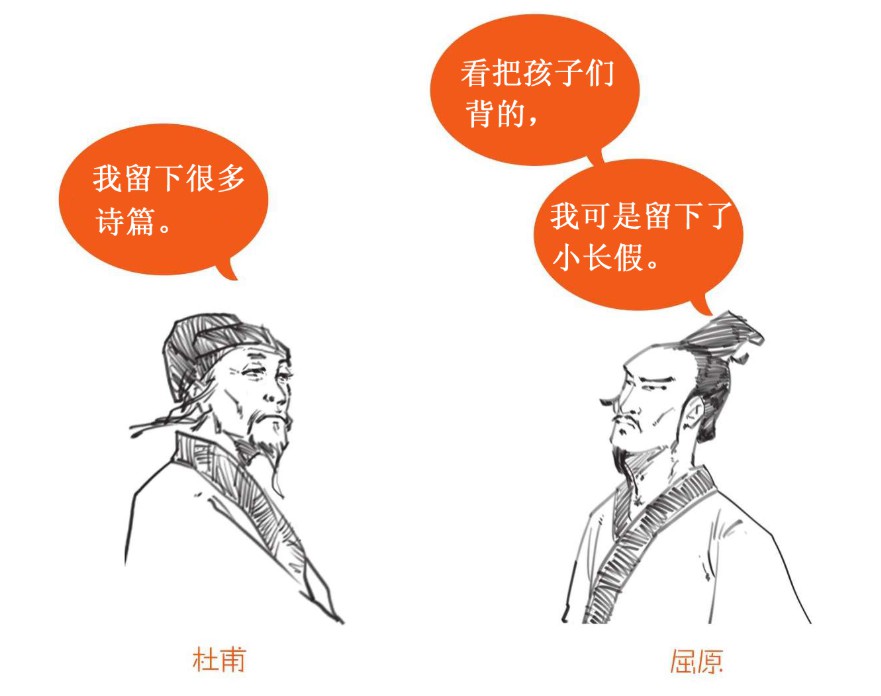 我留下很多
诗篇。
看把孩子们
背的，
我可是留下了
小长假。
杜甫
屈原